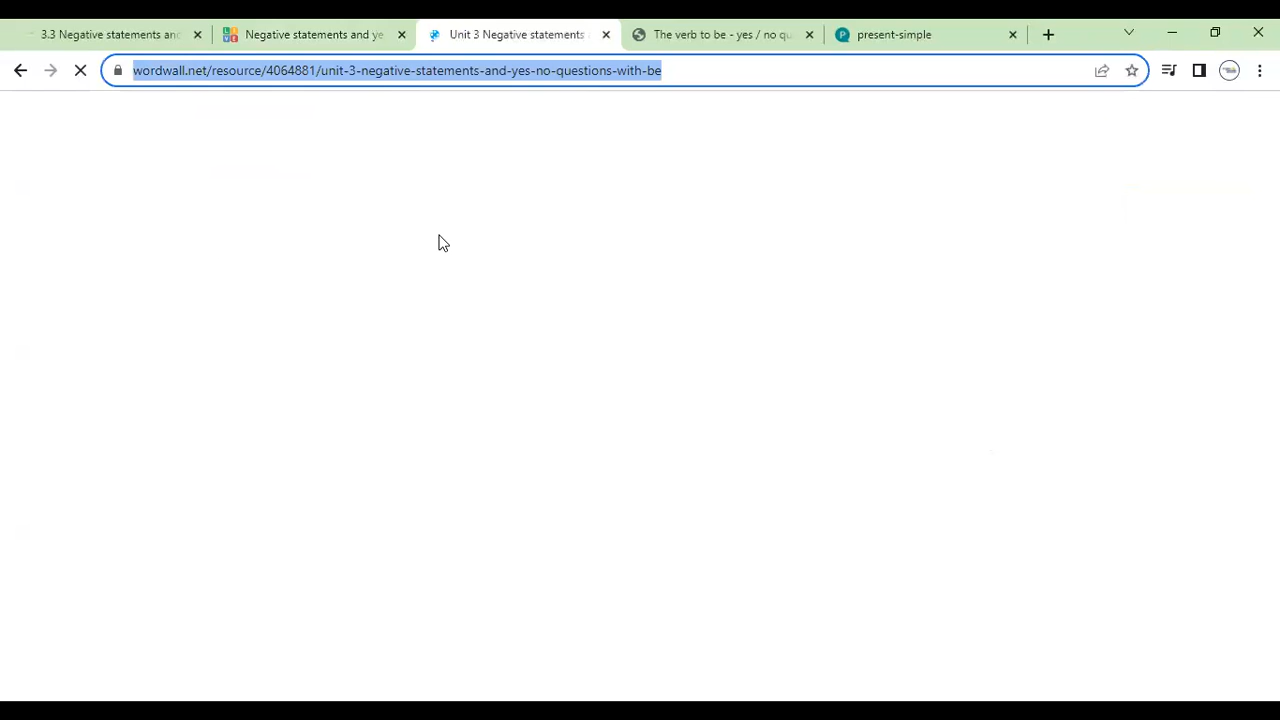 3.3 Negative statements and
Negative statements and ye
Unit 3 Negative statements
The verb to be - yes / no qu
present-simple
wordwall.net/resource/4064881/unit-3-negative-statements-and-yes-no-questions-with-be